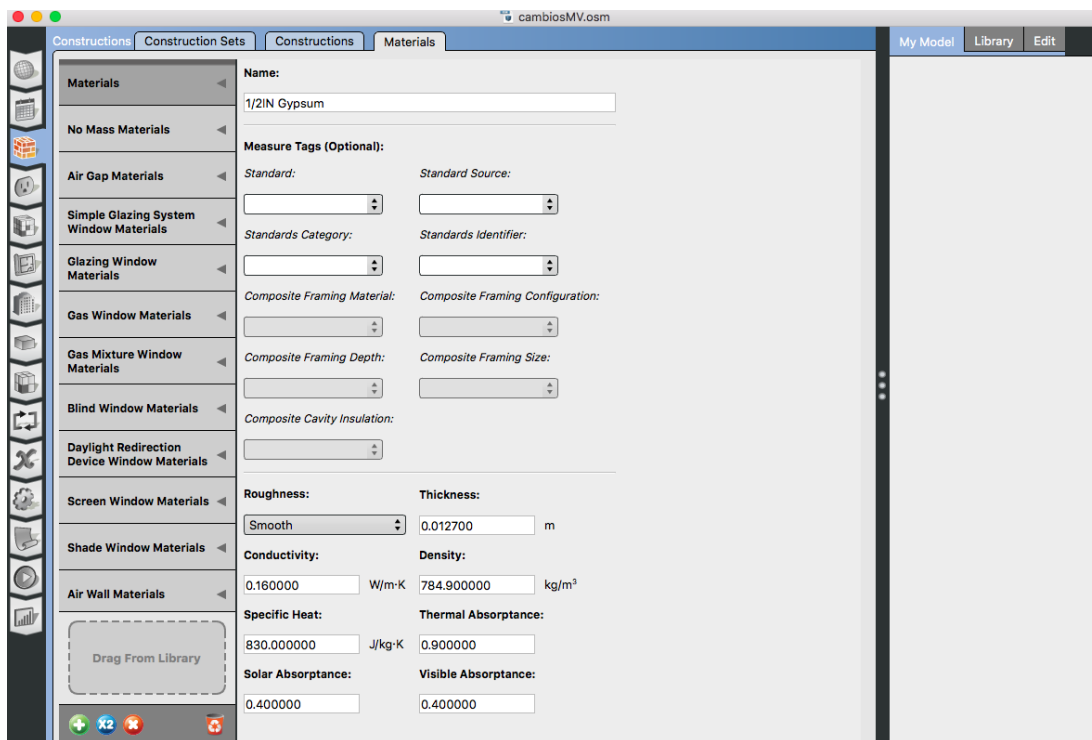 cambiosMV.osm
Constructions Construction Sets Constructions Materials
My Model Library Edit
Materials
No Mass Materials
Air Gap Materials
Simple Glazing System
Window Materials
Glazing Window
Materials
Gas Window Materials
Gas Mixture Window
Materials
Blind Window Materials
Daylight Redirection
Device Window Materials
Screen Window Materials
Shade Window Materials
Air Wall Materials
Drag From Library
X2
Name:
1/2IN Gypsum
Measure Tags (Optional):
Standard: Standard Source:
Standards Category: Standards Identifier:
Composite Framing Material: Composite Framing Configuration:
Composite Framing Depth: Composite Framing Size:
Composite Cavity Insulation:
Roughness: Thickness:
Smooth 0.012700 m
Conductivity: Density:
0.160000 W/m·K 784.900000 kg/m³
Specific Heat: Thermal Absorptance:
830.000000 J/kg·K 0.900000
Solar Absorptance: Visible Absorptance:
0.400000 0.400000